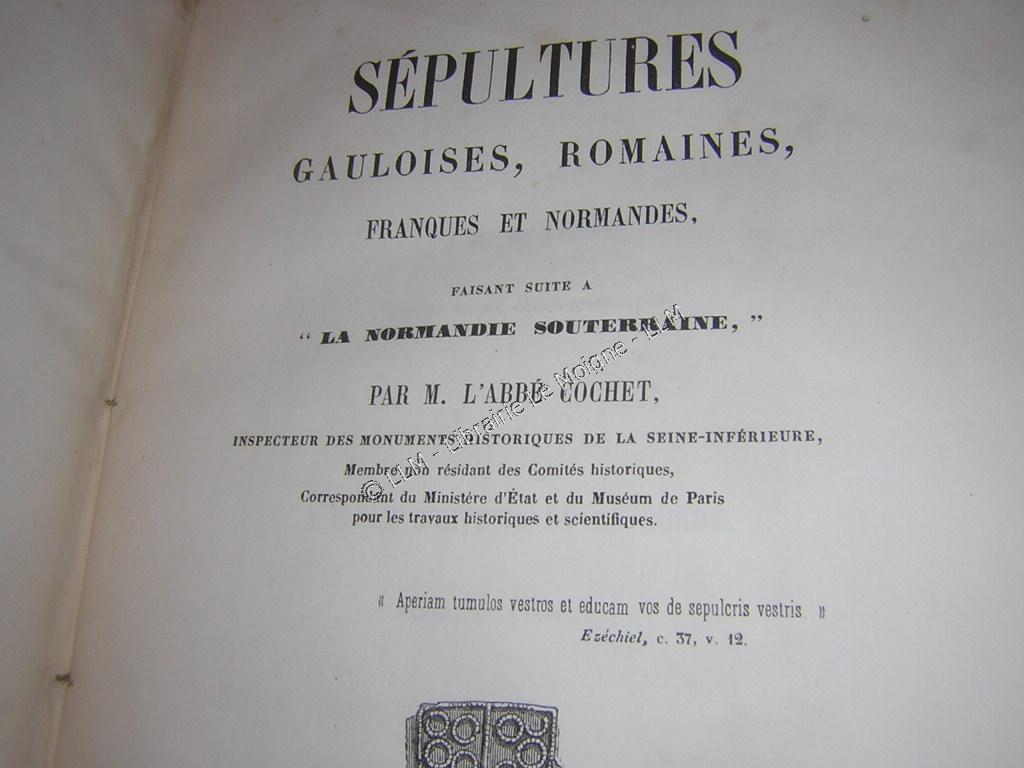 SÉPULTURES
GAULOISES, ROMAINES,
FRANQUES ET NORMANDES,
FAISANT SUITE A
“ LA NORMANDIE SOUTERRAINE, ”
PAR M. L'ABBÉ COCHET,
INSPECTEUR DES MONUMENTS HISTORIQUES DE LA SEINE-INFÉRIEURE,
Membre non résidant des Comités historiques,
Correspondant du Ministère d'État et du Muséum de Paris
pour les travaux historiques et scientifiques.
« Aperiam tumulos vestros et educam vos de sepulcris vestris. »
Ezéchiel, c. 37, v. 12.
© LLM - Librairie Le Moigne - LLM